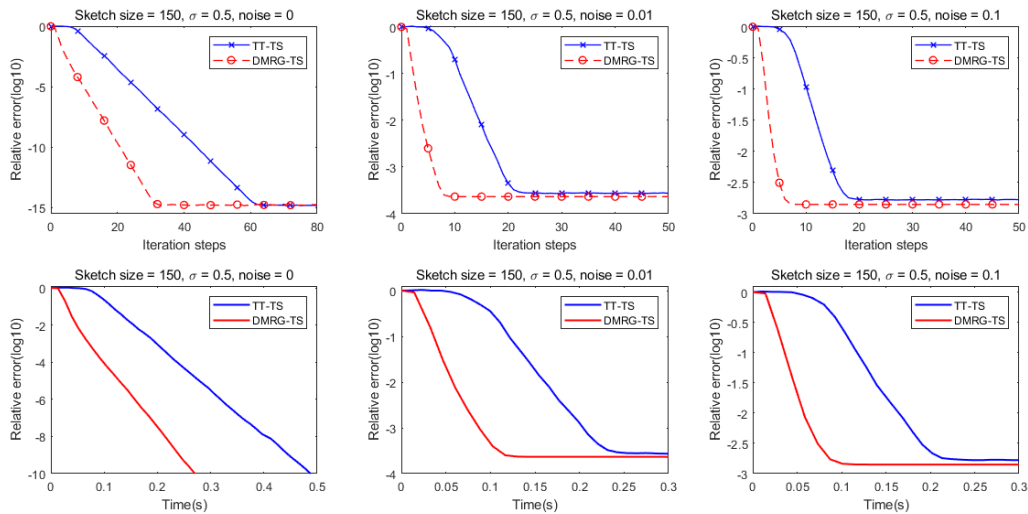 Sketch size = 150, σ = 0.5, noise = 0
Relative error(log10)
0
-5
-10
-15
TT-TS
DMRG-TS
0 20 40 60 80
Iteration steps
Sketch size = 150, σ = 0.5, noise = 0.01
Relative error(log10)
0
-1
-2
-3
-4
TT-TS
DMRG-TS
0 10 20 30 40 50
Iteration steps
Sketch size = 150, σ = 0.5, noise = 0.1
Relative error(log10)
0
-0.5
-1
-1.5
-2
-2.5
-3
TT-TS
DMRG-TS
0 10 20 30 40 50
Iteration steps
Sketch size = 150, σ = 0.5, noise = 0
Relative error(log10)
0
-2
-4
-6
-8
-10
TT-TS
DMRG-TS
0 0.1 0.2 0.3 0.4 0.5
Time(s)
Sketch size = 150, σ = 0.5, noise = 0.01
Relative error(log10)
0
-1
-2
-3
-4
TT-TS
DMRG-TS
0 0.05 0.1 0.15 0.2 0.25 0.3
Time(s)
Sketch size = 150, σ = 0.5, noise = 0.1
Relative error(log10)
0
-0.5
-1
-1.5
-2
-2.5
-3
TT-TS
DMRG-TS
0 0.05 0.1 0.15 0.2 0.25 0.3
Time(s)